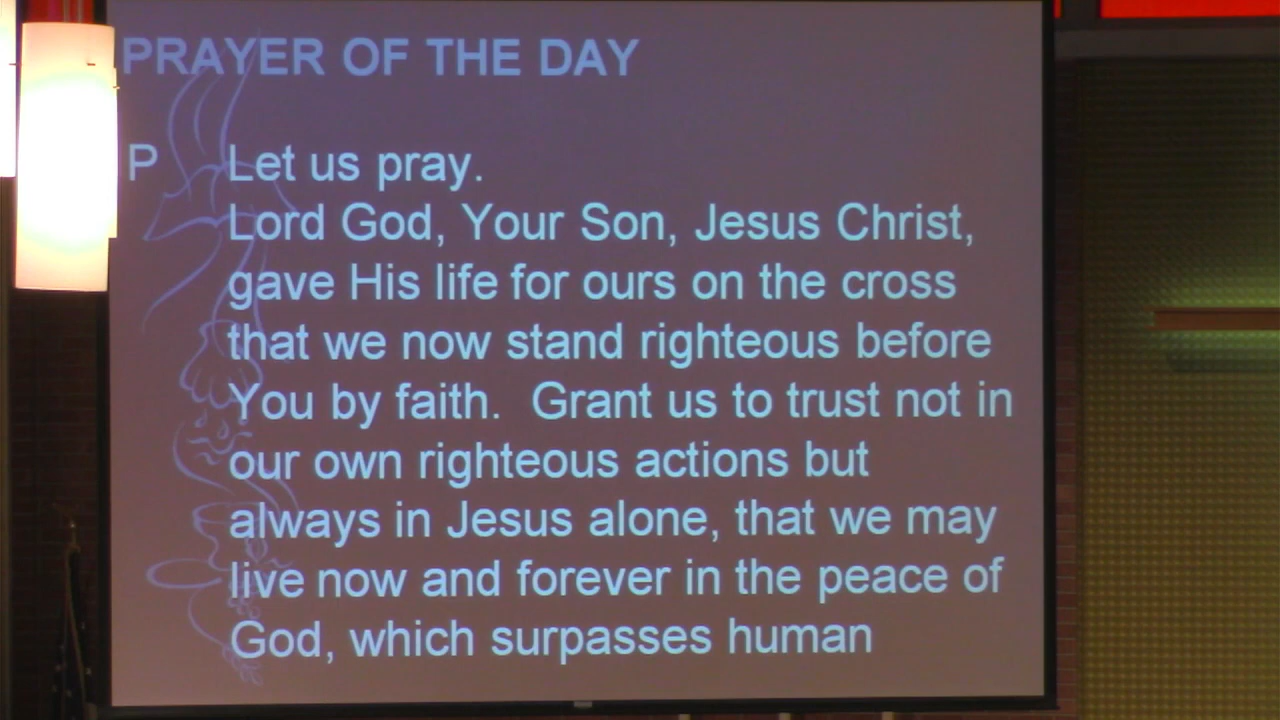 PRAYER OF THE DAY
P Let us pray.
Lord God, Your Son, Jesus Christ,
gave His life for ours on the cross
that we now stand righteous before
You by faith.  Grant us to trust not in
our own righteous actions but
always in Jesus alone, that we may
live now and forever in the peace of
God, which surpasses human